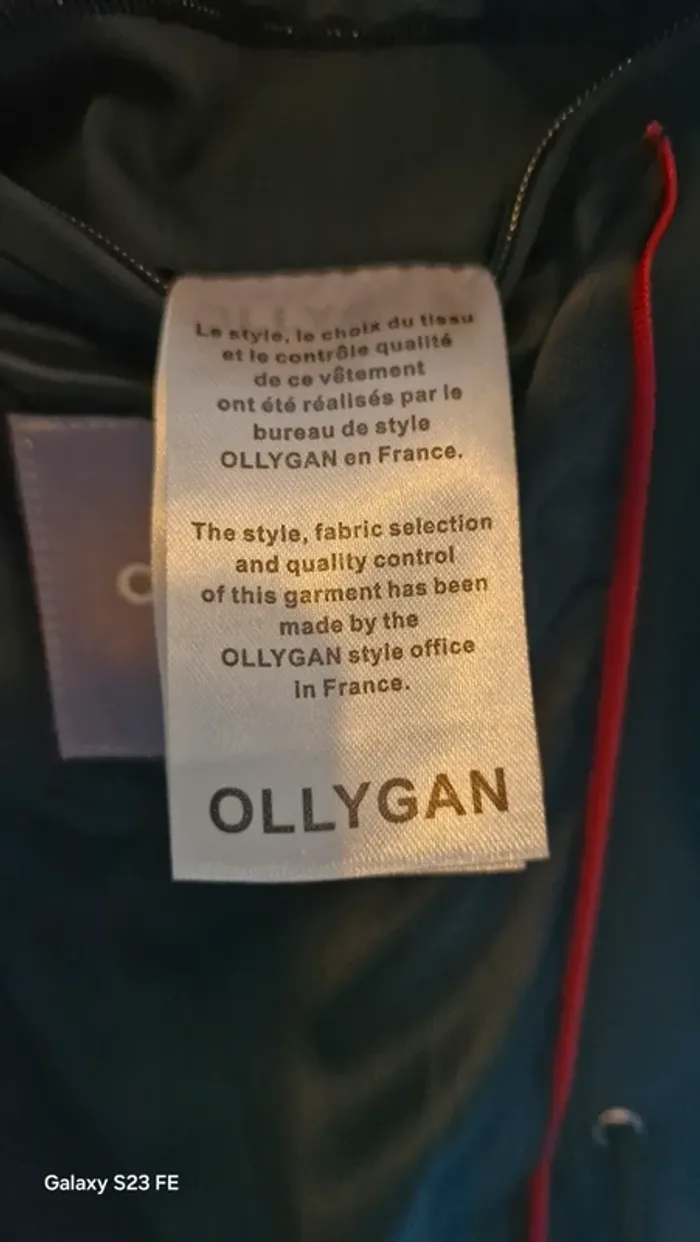 Le style, le choix du tissu
et le contrôle qualité
de ce vêtement
ont été réalisés par le
bureau de style
OLLYGAN en France.
The style, fabric selection
and quality control
of this garment has been
made by the
OLLYGAN style office
in France.
OLLYGAN
Galaxy S23 FE